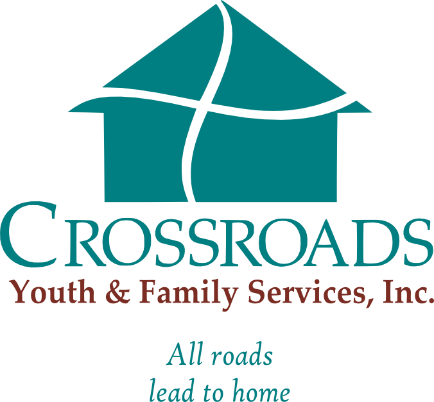 CROSSROADS
Youth & Family Services, Inc.
All roads
lead to home